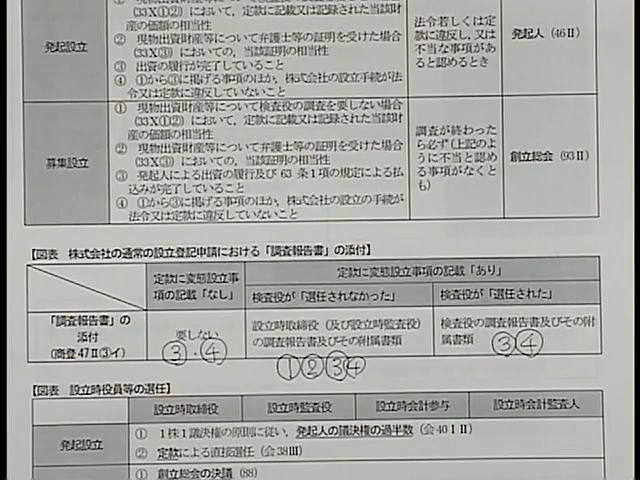 ① 現物出資財産等について検査役の調査を要しない場合
(33Ⅹ①②) において, 定款に記載又は記録された当該財
産の価額の相当性
② 現物出資財産等について弁護士等の証明を受けた場合
(33Ⅹ③) においての, 当該証明の相当性
③ 出資の履行が完了していること
④ ①から③に掲げる事項のほか, 株式会社の設立手続が法
令又は定款に違反していないこと
発起設立
法令若しくは定
款に違反し, 又は
不当な事項があ
ると認めるとき
発起人 (46Ⅱ)
① 現物出資財産等について検査役の調査を要しない場合
(33Ⅹ①②) において, 定款に記載又は記録された当該財
産の価額の相当性
② 現物出資財産等について弁護士等の証明を受けた場合
(33Ⅹ③) においての, 当該証明の相当性
③ 発起人による出資の履行及び 63 条1項の規定による払
込みが完了していること
④ ①から③に掲げる事項のほか, 株式会社の設立の手続が
法令又は定款に違反していないこと
募集設立
調査が終わった
ら必ず (上記のよ
うに不当と認め
る事項がなくと
も)
創立総会 (93Ⅱ)
【図表 株式会社の通常の設立登記申請における「調査報告書」の添付】
定款に変態設立事
項の記載「なし」
定款に変態設立事項の記載「あり」
検査役が「選任されなかった」
検査役が「選任された」
「調査報告書」の
添付
(商登 47Ⅱ③イ)
要しない
③・④
設立時取締役 (及び設立時監査役)
の調査報告書及びその附属書類
①②③④
検査役の調査報告書及びその附
属書類
③④
【図表 設立時役員等の選任】
設立時取締役
設立時監査役
設立時会計参与
設立時会計監査人
発起設立
① 1株1議決権の原則に従い, 発起人の議決権の過半数 (会 40ⅠⅡ)
② 定款による直接選任 (会 38Ⅲ)
① 創立総会の決議 (88)